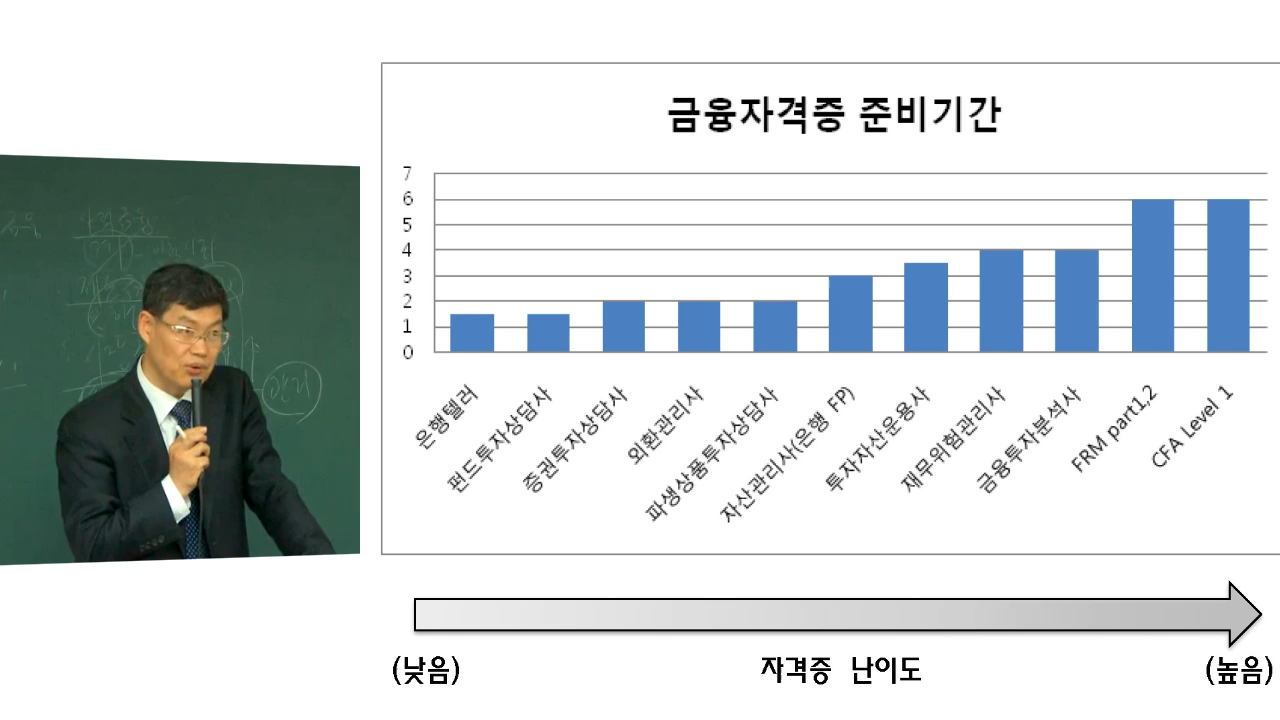 금융자격증 준비기간
7
6
5
4
3
2
1
0
은행텔러
펀드투자상담사
증권투자상담사
외환관리사
파생상품투자상담사
자산관리사(은행 FP)
투자자산운용사
재무위험관리사
금융투자분석사
FRM part1,2
CFA Level 1
(낮음)
자격증 난이도
(높음)